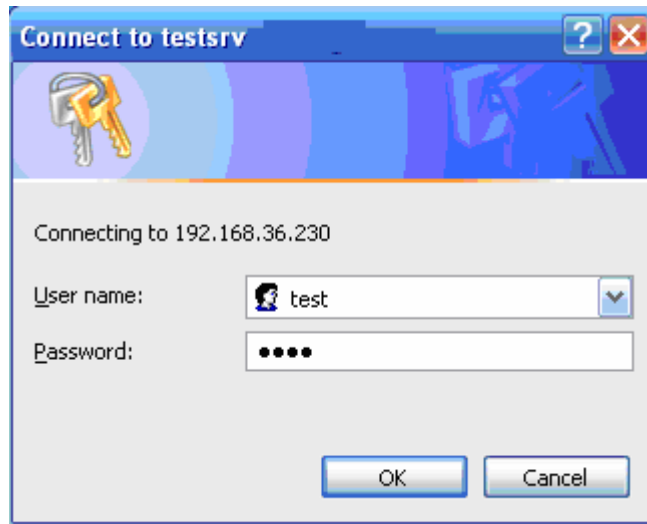 Connect to testsrv
Connecting to 192.168.36.230
User name: test
Password: ••••
OK Cancel